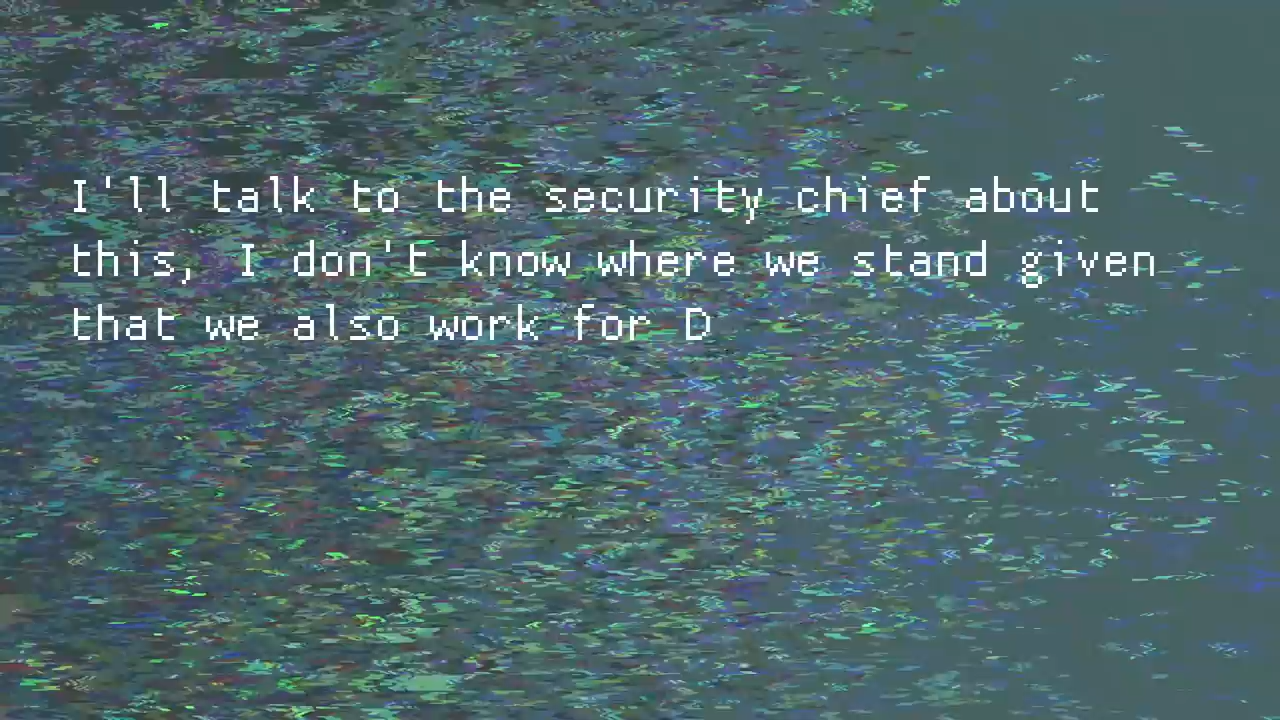 I'll talk to the security chief about
this, I don't know where we stand given
that we also work for D